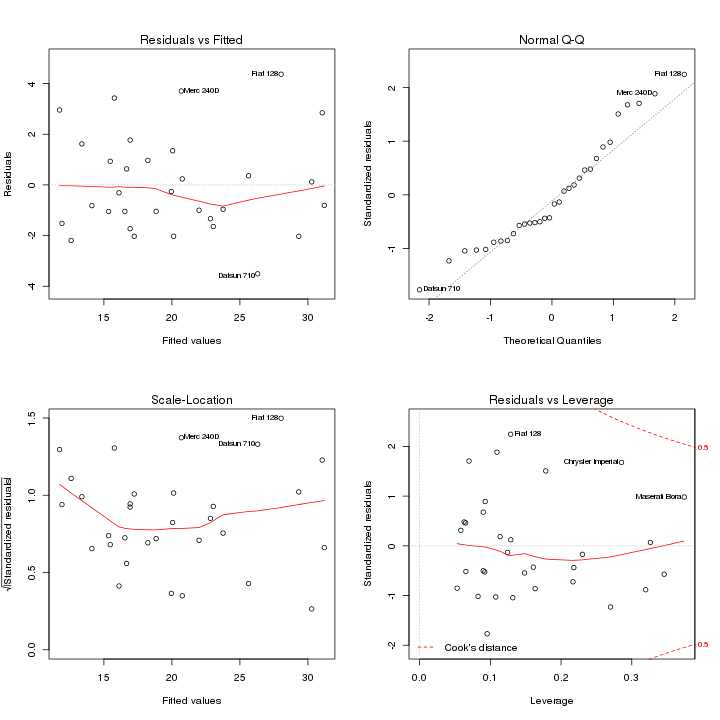 Residuals vs Fitted
Residuals
4
2
0
-2
-4
Fiat 128
Merc 240D
Datsun 710
15 20 25 30
Fitted values
Normal Q-Q
Standardized residuals
2
1
0
-1
Fiat 128
Merc 240D
Datsun 710
-2 -1 0 1 2
Theoretical Quantiles
Scale-Location
√|Standardized residuals|
1.5
1.0
0.5
0.0
Fiat 128
Merc 240D
Datsun 710
15 20 25 30
Fitted values
Residuals vs Leverage
Standardized residuals
2
1
0
-1
-2
Fiat 128
Chrysler Imperial
Maserati Bora
0.5
0.5
Cook's distance
0.0 0.1 0.2 0.3
Leverage